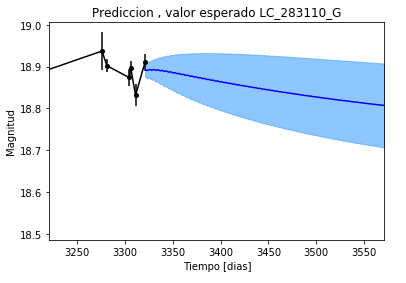 Prediccion , valor esperado LC_283110_G
19.0
18.9
18.8
18.7
18.6
18.5
Magnitud
3250 3300 3350 3400 3450 3500 3550
Tiempo [dias]